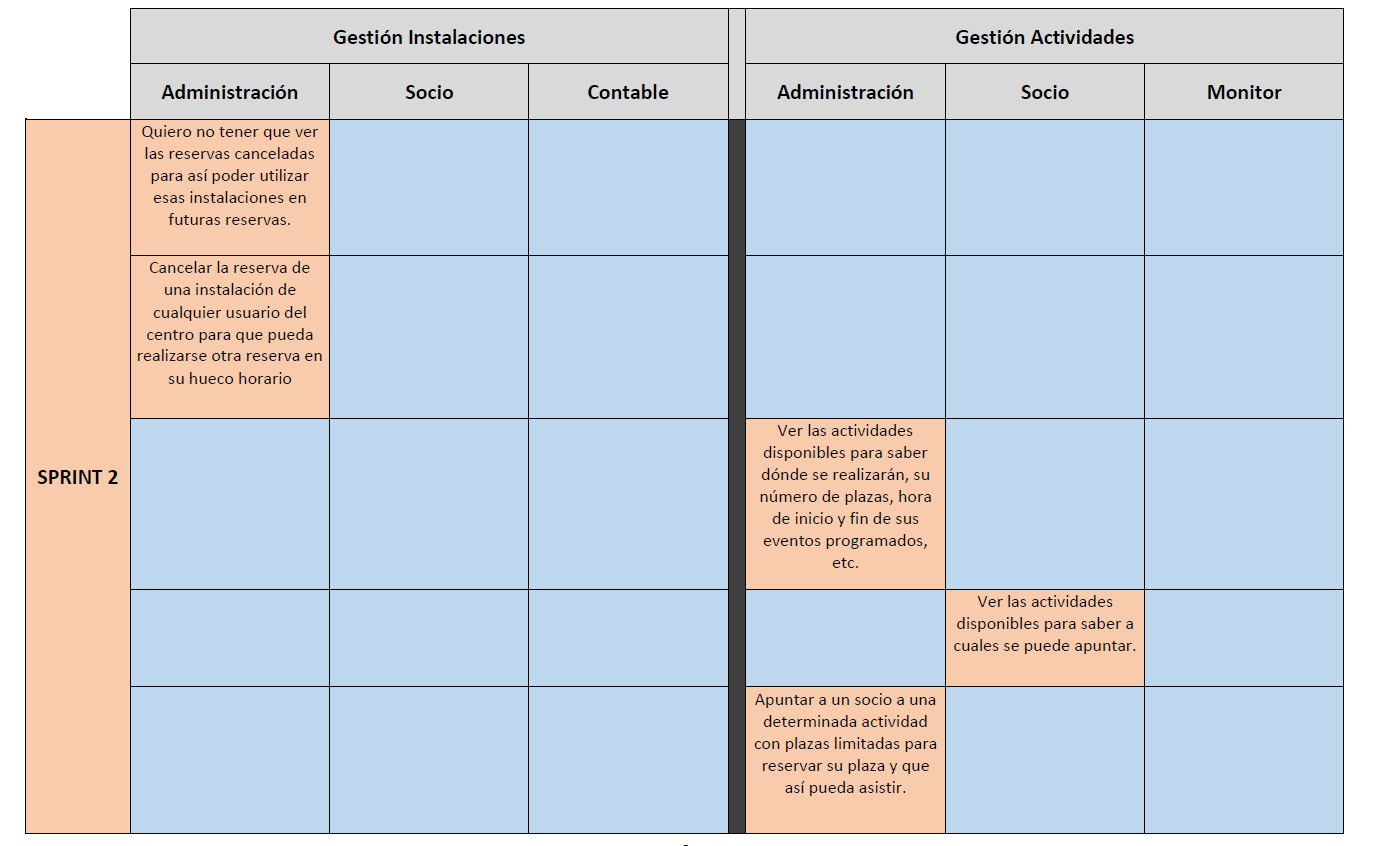 Gestión Instalaciones
Gestión Actividades
Administración
Socio
Contable
Administración
Socio
Monitor
SPRINT 2
Quiero no tener que ver
las reservas canceladas
para así poder utilizar
esas instalaciones en
futuras reservas.
Cancelar la reserva de
una instalación de
cualquier usuario del
centro para que pueda
realizarse otra reserva en
su hueco horario
Ver las actividades
disponibles para saber
dónde se realizarán, su
número de plazas, hora
de inicio y fin de sus
eventos programados,
etc.
Ver las actividades
disponibles para saber a
cuales se puede apuntar.
Apuntar a un socio a una
determinada actividad
con plazas limitadas para
reservar su plaza y que
así pueda asistir.